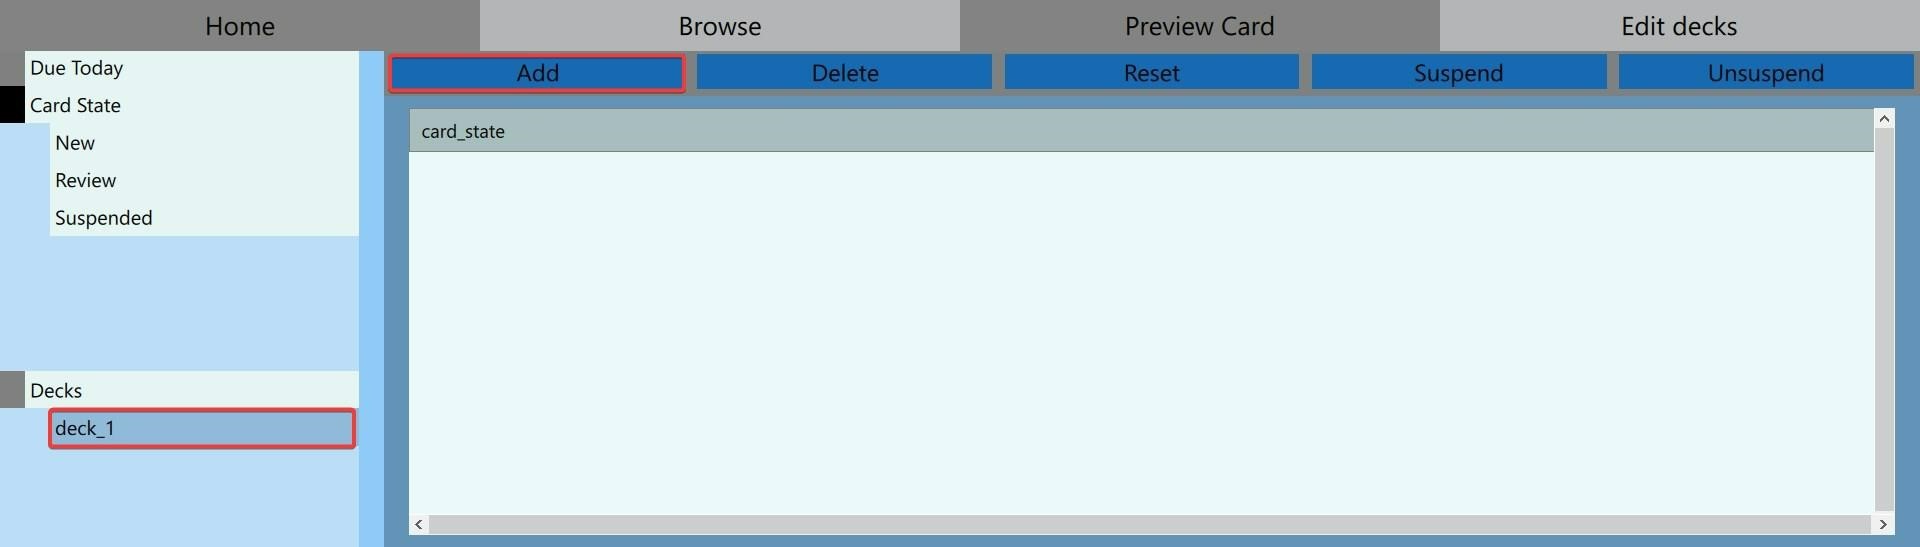 Home
Browse
Preview Card
Edit decks
Due Today
Card State
New
Review
Suspended
Decks
deck_1
Add
Delete
Reset
Suspend
Unsuspend
card_state